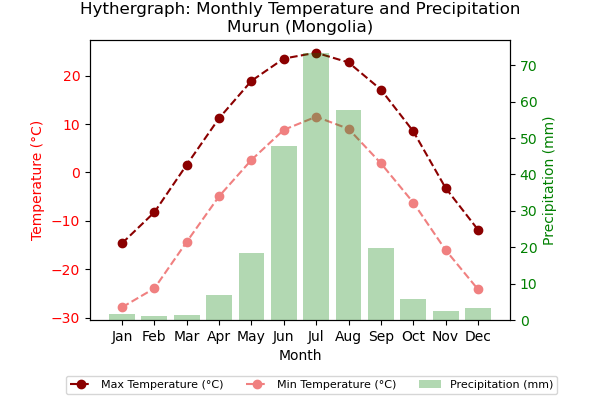 Hythergraph: Monthly Temperature and Precipitation
Murun (Mongolia)
Temperature (°C)
20
10
0
−10
−20
−30
70
60
50
40
30
20
10
0
Precipitation (mm)
Jan Feb Mar Apr May Jun Jul Aug Sep Oct Nov Dec
Month
Max Temperature (°C) Min Temperature (°C) Precipitation (mm)